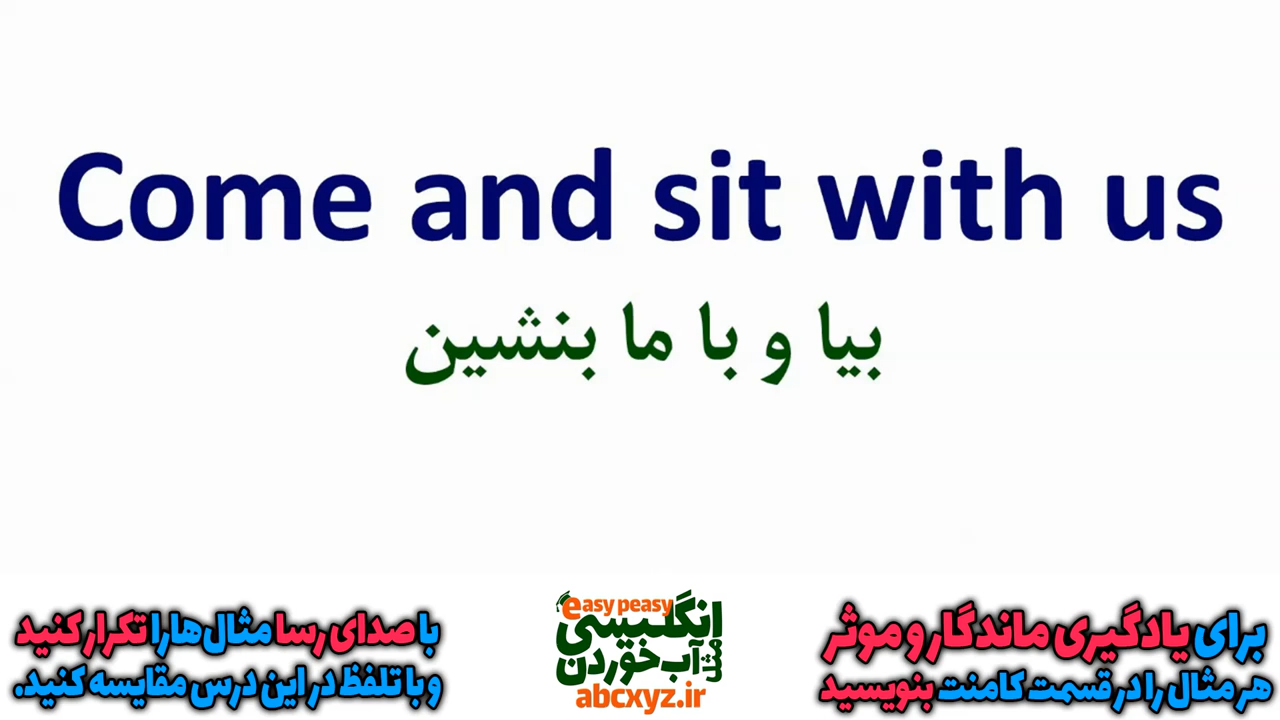 Come and sit with us
بیا و با ما بنشین
برای یادگیری ماندگار و موثر
هر مثال را در قسمت کامنت بنویسید
easy peasy
انگلیسی
مثل آب خوردن
abcxyz.ir
با صدای رسا مثال‌ها را تکرار کنید
و با تلفظ در این درس مقایسه کنید.